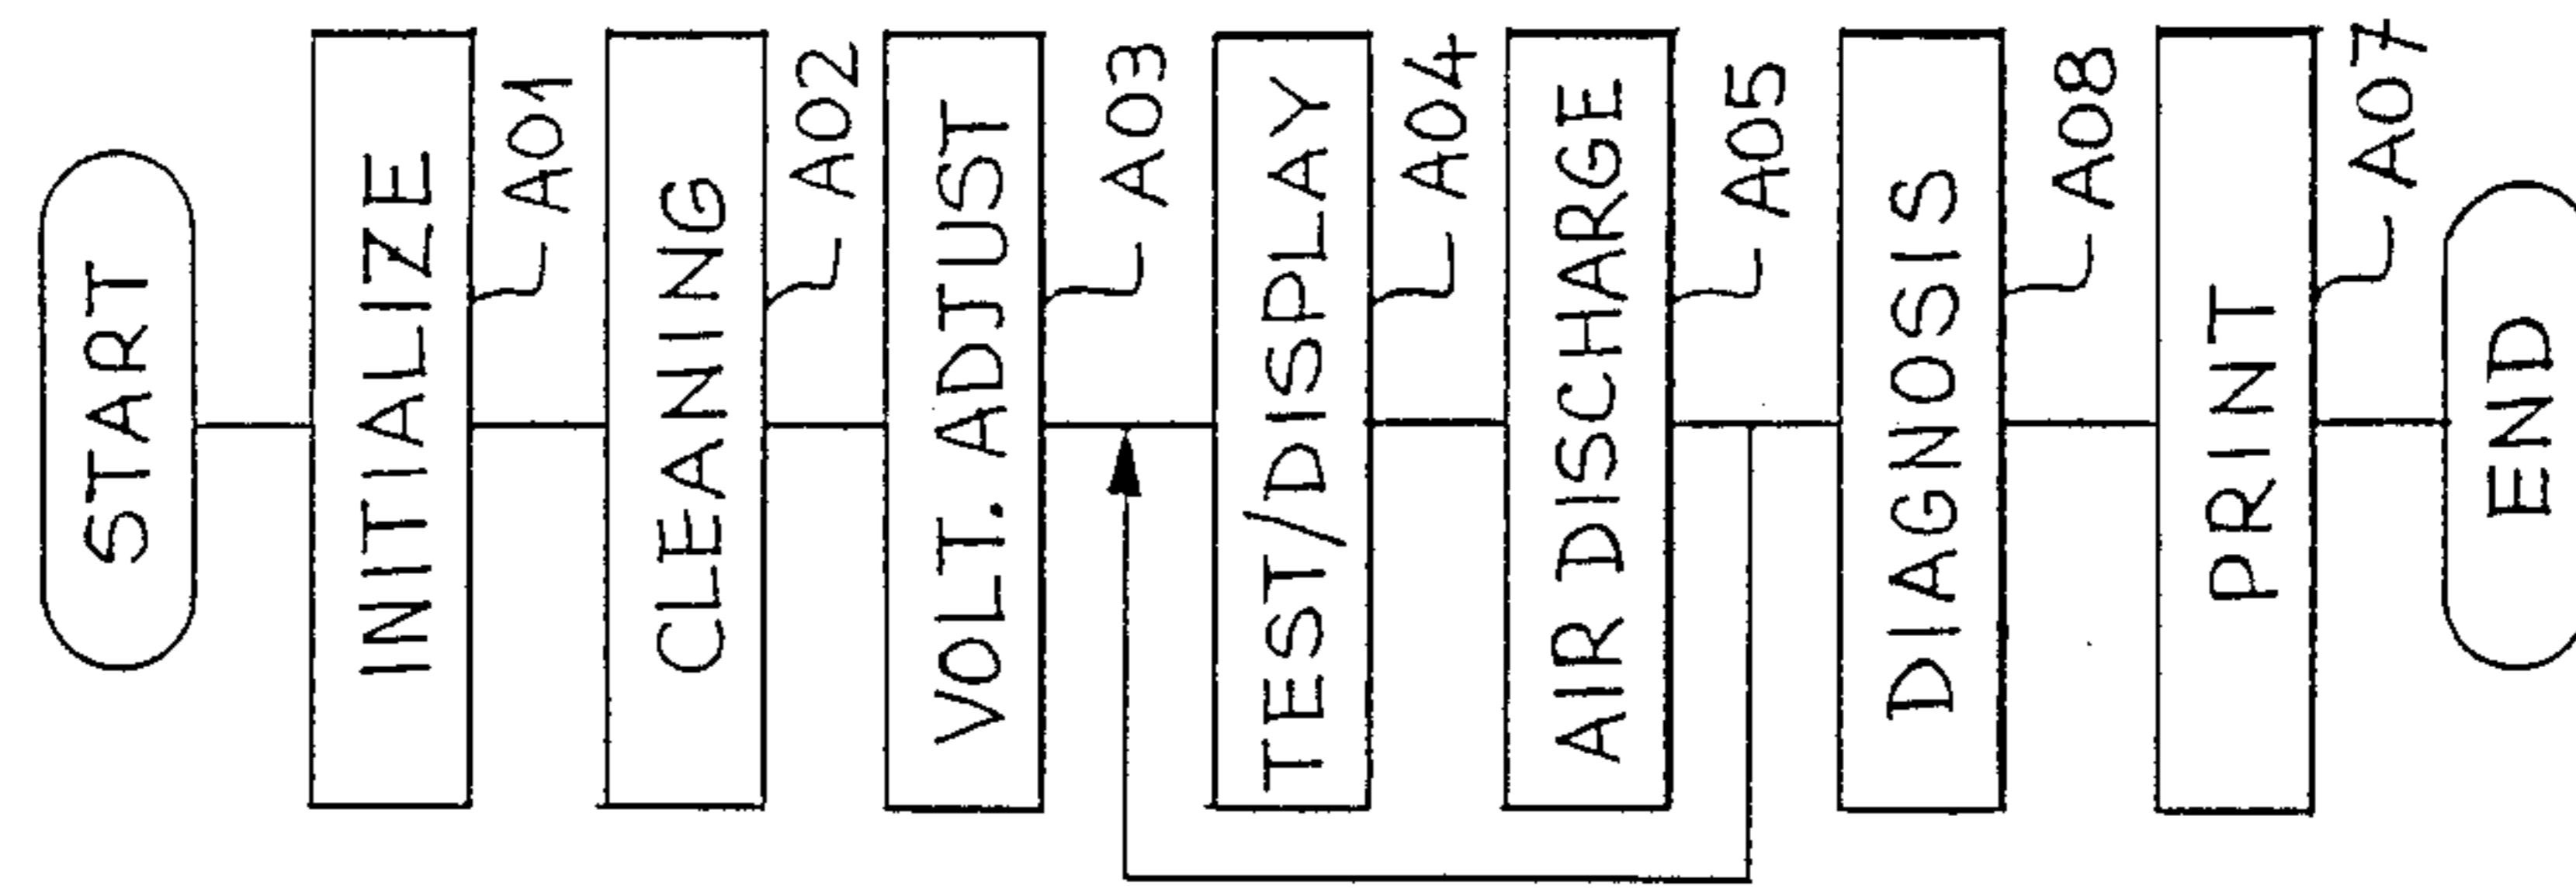 START
INITIALIZE
A01
CLEANING
A02
VOLT. ADJUST
A03
TEST/DISPLAY
A04
AIR DISCHARGE
A05
DIAGNOSIS
A08
PRINT
A07
END